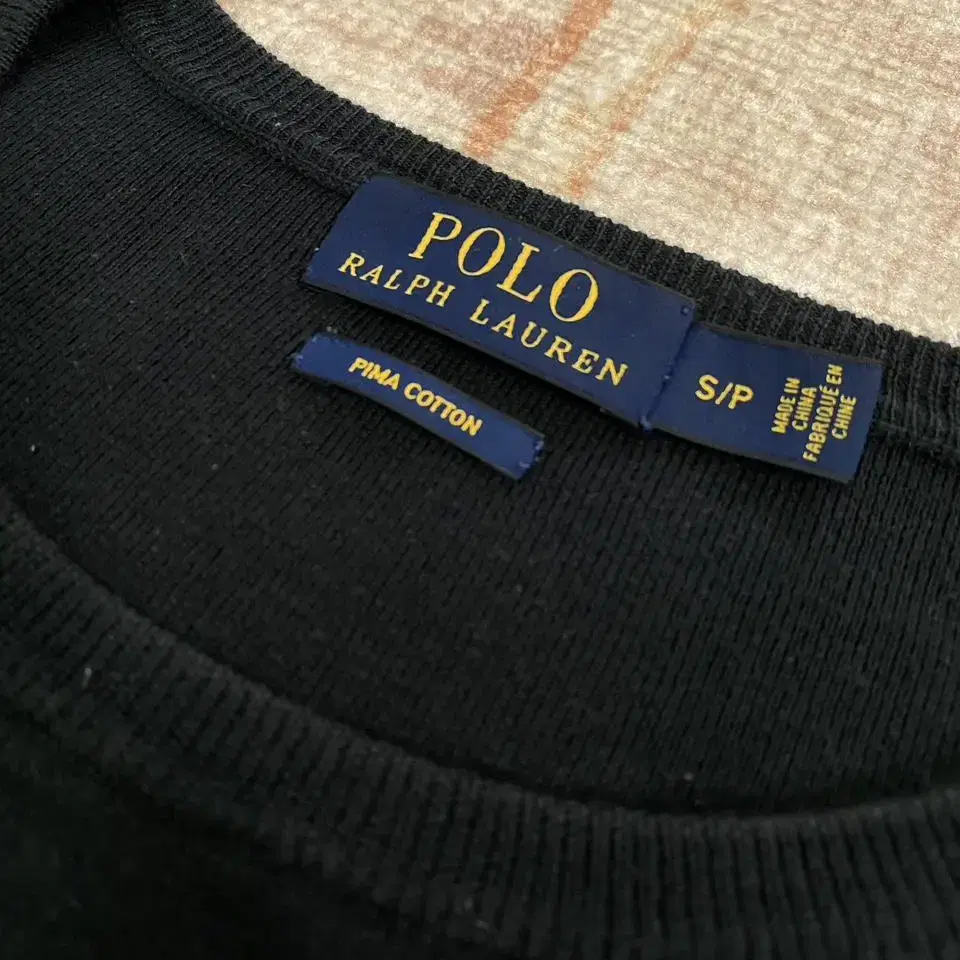 POLO
RALPH LAUREN
PIMA COTTON
S/P
MADE IN
CHINA
FABRIQUÉ EN
CHINE